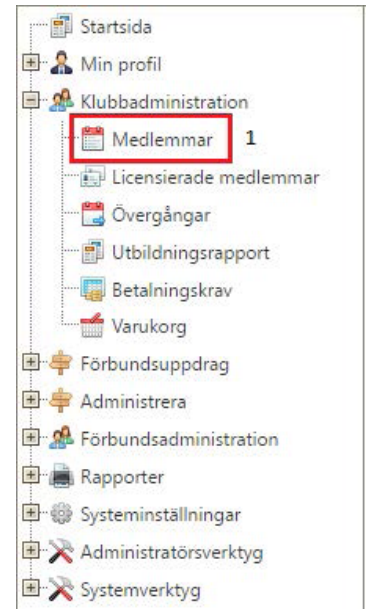 Startsida
Min profil
Klubbadministration
Medlemmar 1
Licensierade medlemmar
Övergångar
Utbildningsrapport
Betalningskrav
Varukorg
Förbundsuppdrag
Administrera
Förbundsadministration
Rapporter
Systeminställningar
Administratörsverktyg
Systemverktyg